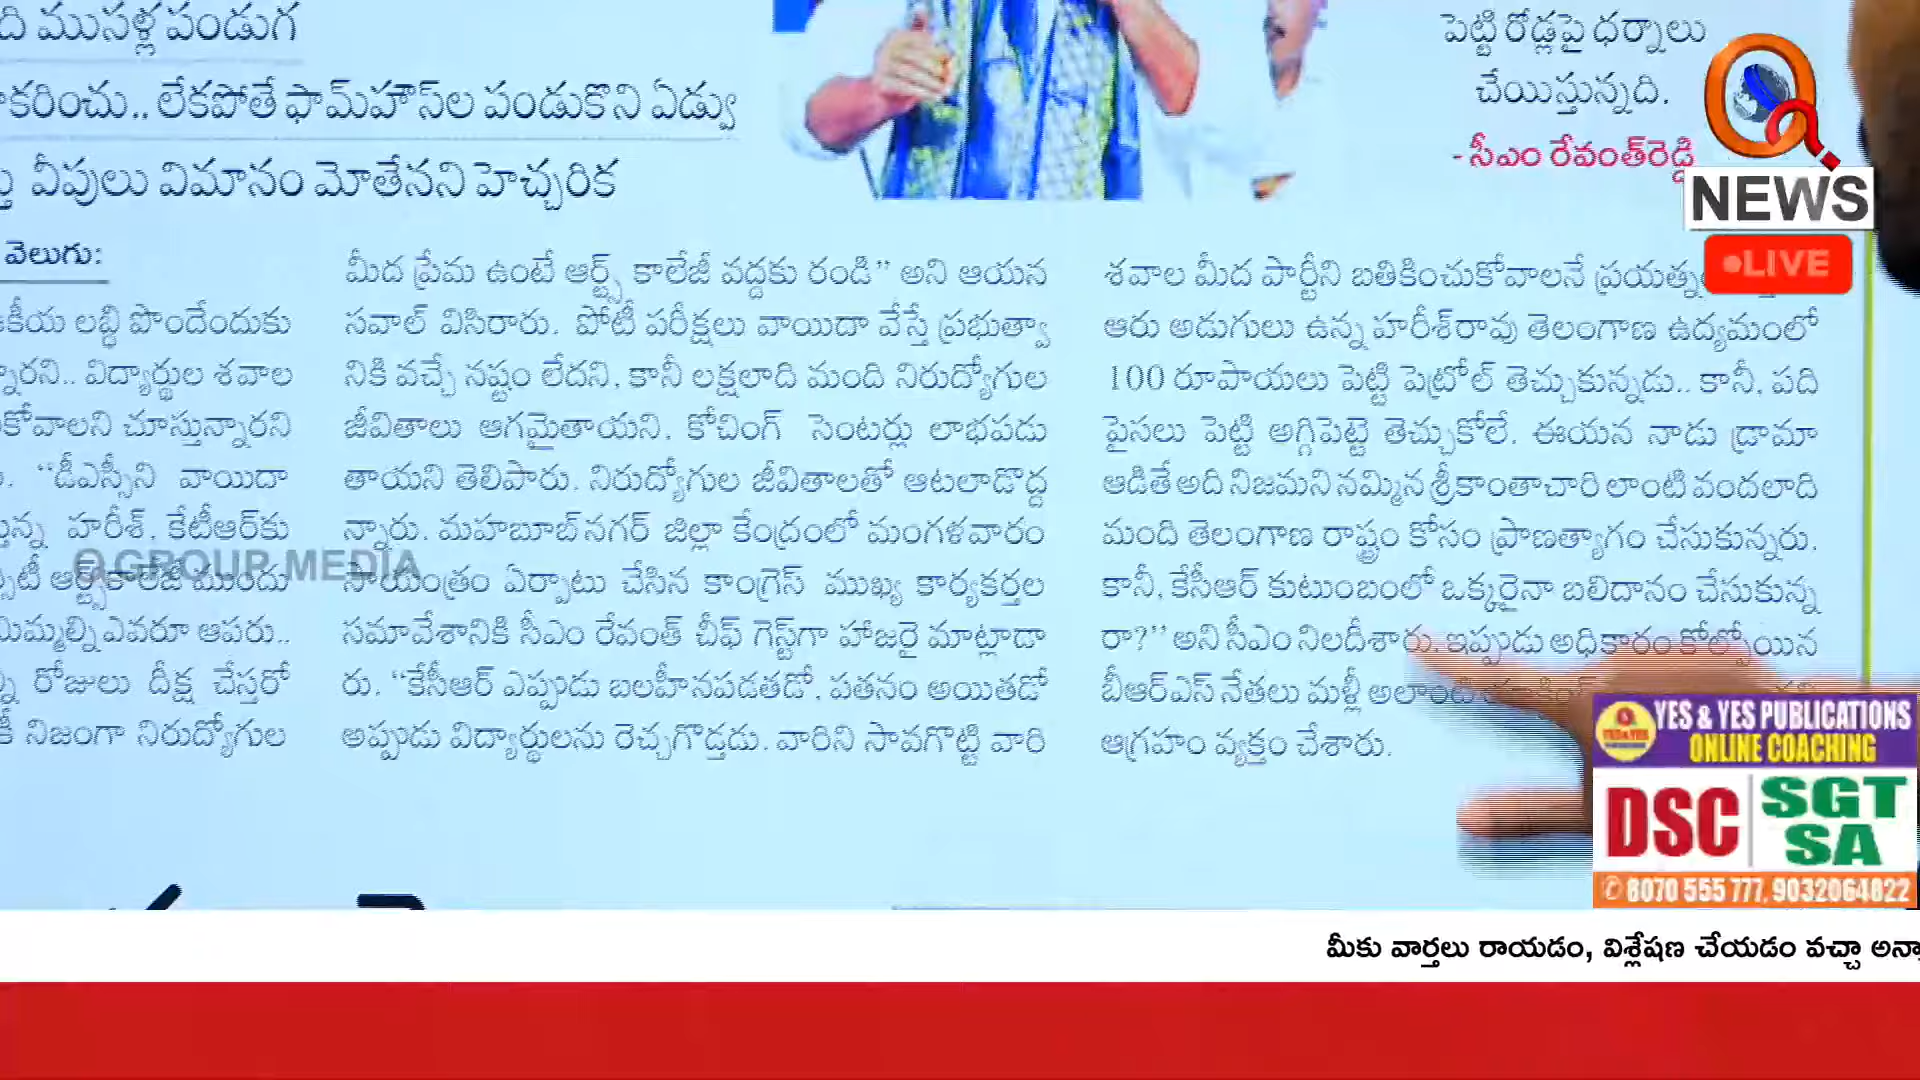 ది ముసళ్ల పండుగ
కరించు.. లేకపోతే ఫామ్‌హౌస్‌ల పండుకొని ఏడ్వు
వీపులు విమానం మోతేనని హెచ్చరిక
పెట్టి రోడ్లపై ధర్నాలు
చేయిస్తున్నది.
- సీఎం రేవంత్‌రెడ్డి
Q
NEWS
LIVE
వెలుగు:
కీయ లబ్ధి పొందేందుకు
న్నారని.. విద్యార్థుల శవాల
కోవాలని చూస్తున్నారని
"డీఎస్సీని వాయిదా
హరీశ్, కేటీఆర్‌కు
ఆర్ట్స్‌కాలేజీ ముందు
మిమ్మల్ని ఎవరూ ఆపరు..
రోజులు దీక్ష చేస్తరో
నిజంగా నిరుద్యోగుల
మీద ప్రేమ ఉంటే ఆర్ట్స్ కాలేజీ వద్దకు రండి" అని ఆయన
సవాల్ విసిరారు. పోటీ పరీక్షలు వాయిదా వేస్తే ప్రభుత్వా
నికి వచ్చే నష్టం లేదని, కానీ లక్షలాది మంది నిరుద్యోగుల
జీవితాలు ఆగమైతాయని, కోచింగ్ సెంటర్లు లాభపడు
తాయని తెలిపారు. నిరుద్యోగుల జీవితాలతో ఆటలాడొద్ద
న్నారు. మహబూబ్‌నగర్ జిల్లా కేంద్రంలో మంగళవారం
సాయంత్రం ఏర్పాటు చేసిన కాంగ్రెస్ ముఖ్య కార్యకర్తల
సమావేశానికి సీఎం రేవంత్ చీఫ్ గెస్ట్‌గా హాజరై మాట్లాడా
రు. "కేసీఆర్ ఎప్పుడు బలహీనపడతడో, పతనం అయితడో
అప్పుడు విద్యార్థులను రెచ్చగొడ్తడు. వారిని సావగొట్టి వారి
శవాల మీద పార్టీని బతికించుకోవాలనే
ఆరు అడుగులు ఉన్న హరీశ్‌రావు తెలంగాణ ఉద్యమంలో
100 రూపాయలు పెట్టి పెట్రోల్ తెచ్చుకున్నడు.. కానీ, పది
పైసలు పెట్టి అగ్గిపెట్టె తెచ్చుకోలే. ఈయన నాడు డ్రామా
ఆడితే అది నిజమని నమ్మిన శ్రీకాంతాచారి లాంటి వందలాది
మంది తెలంగాణ రాష్ట్రం కోసం ప్రాణత్యాగం చేసుకున్నరు.
కానీ, కేసీఆర్ కుటుంబంలో ఒక్కరైనా బలిదానం చేసుకున్న
రా?" అని సీఎం నిలదీశారు. ఇప్పుడు అధికారం కోల్పోయిన
బీఆర్ఎస్ నేతలు మళ్లీ
ఆగ్రహం వ్యక్తం చేశారు.
Q GROUP MEDIA
YES & YES PUBLICATIONS
ONLINE COACHING
DSC SGT
SA
8070 555 777, 9032064822
మీకు వార్తలు రాయడం, విశ్లేషణ చేయడం వచ్చా